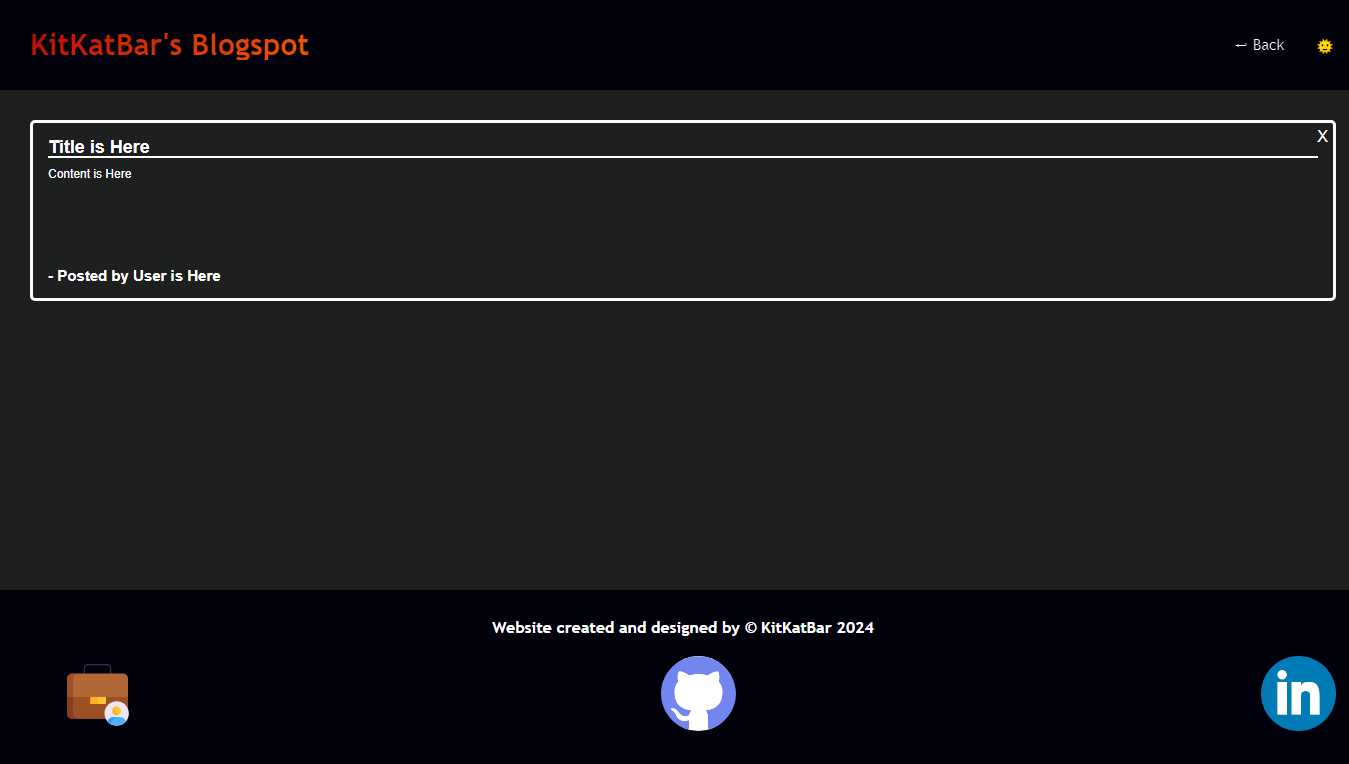 KitKatBar's Blogspot
↩ Back
X
Title is Here
Content is Here
- Posted by User is Here
Website created and designed by © KitKatBar 2024
in